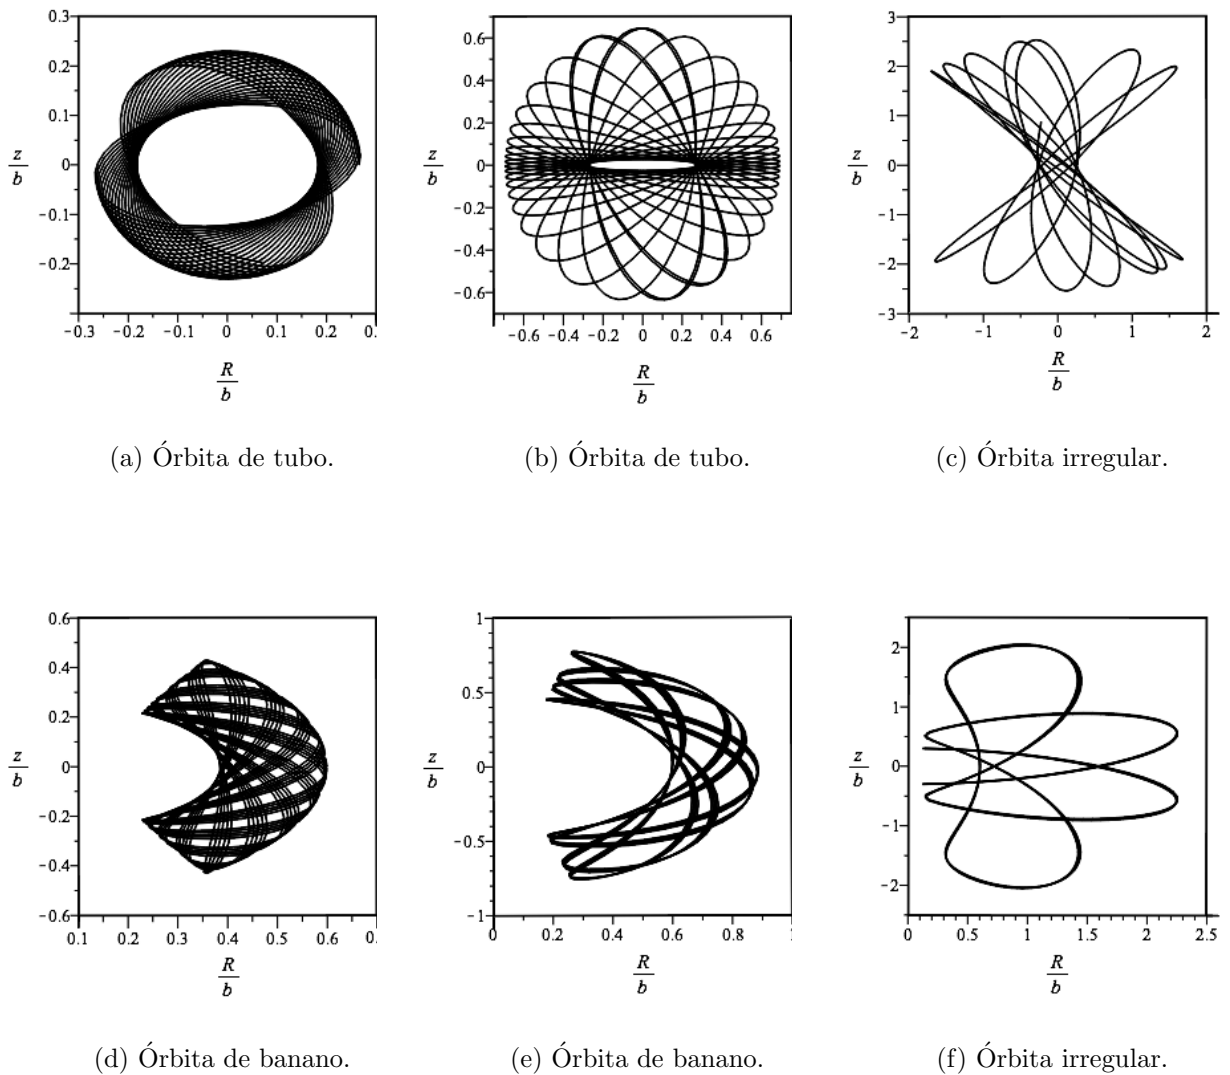 0.3
0.2
0.1
0
−0.1
−0.2
z
b
−0.3 −0.2 −0.1 0 0.1 0.2 0.
R
b
0.6
0.4
0.2
0
−0.2
−0.4
−0.6
z
b
−0.6 −0.4 −0.2 0 0.2 0.4 0.6
R
b
3
2
1
0
−1
−2
−3
z
b
−2 −1 0 1 2
R
b
(a) Órbita de tubo.
(b) Órbita de tubo.
(c) Órbita irregular.
0.6
0.4
0.2
0
−0.2
−0.4
−0.6
z
b
0.1 0.2 0.3 0.4 0.5 0.6 0.
R
b
1
0.5
0
−0.5
−1
z
b
0 0.2 0.4 0.6 0.8
R
b
2
1
0
−1
−2
z
b
0 0.5 1 1.5 2 2.5
R
b
(d) Órbita de banano.
(e) Órbita de banano.
(f) Órbita irregular.